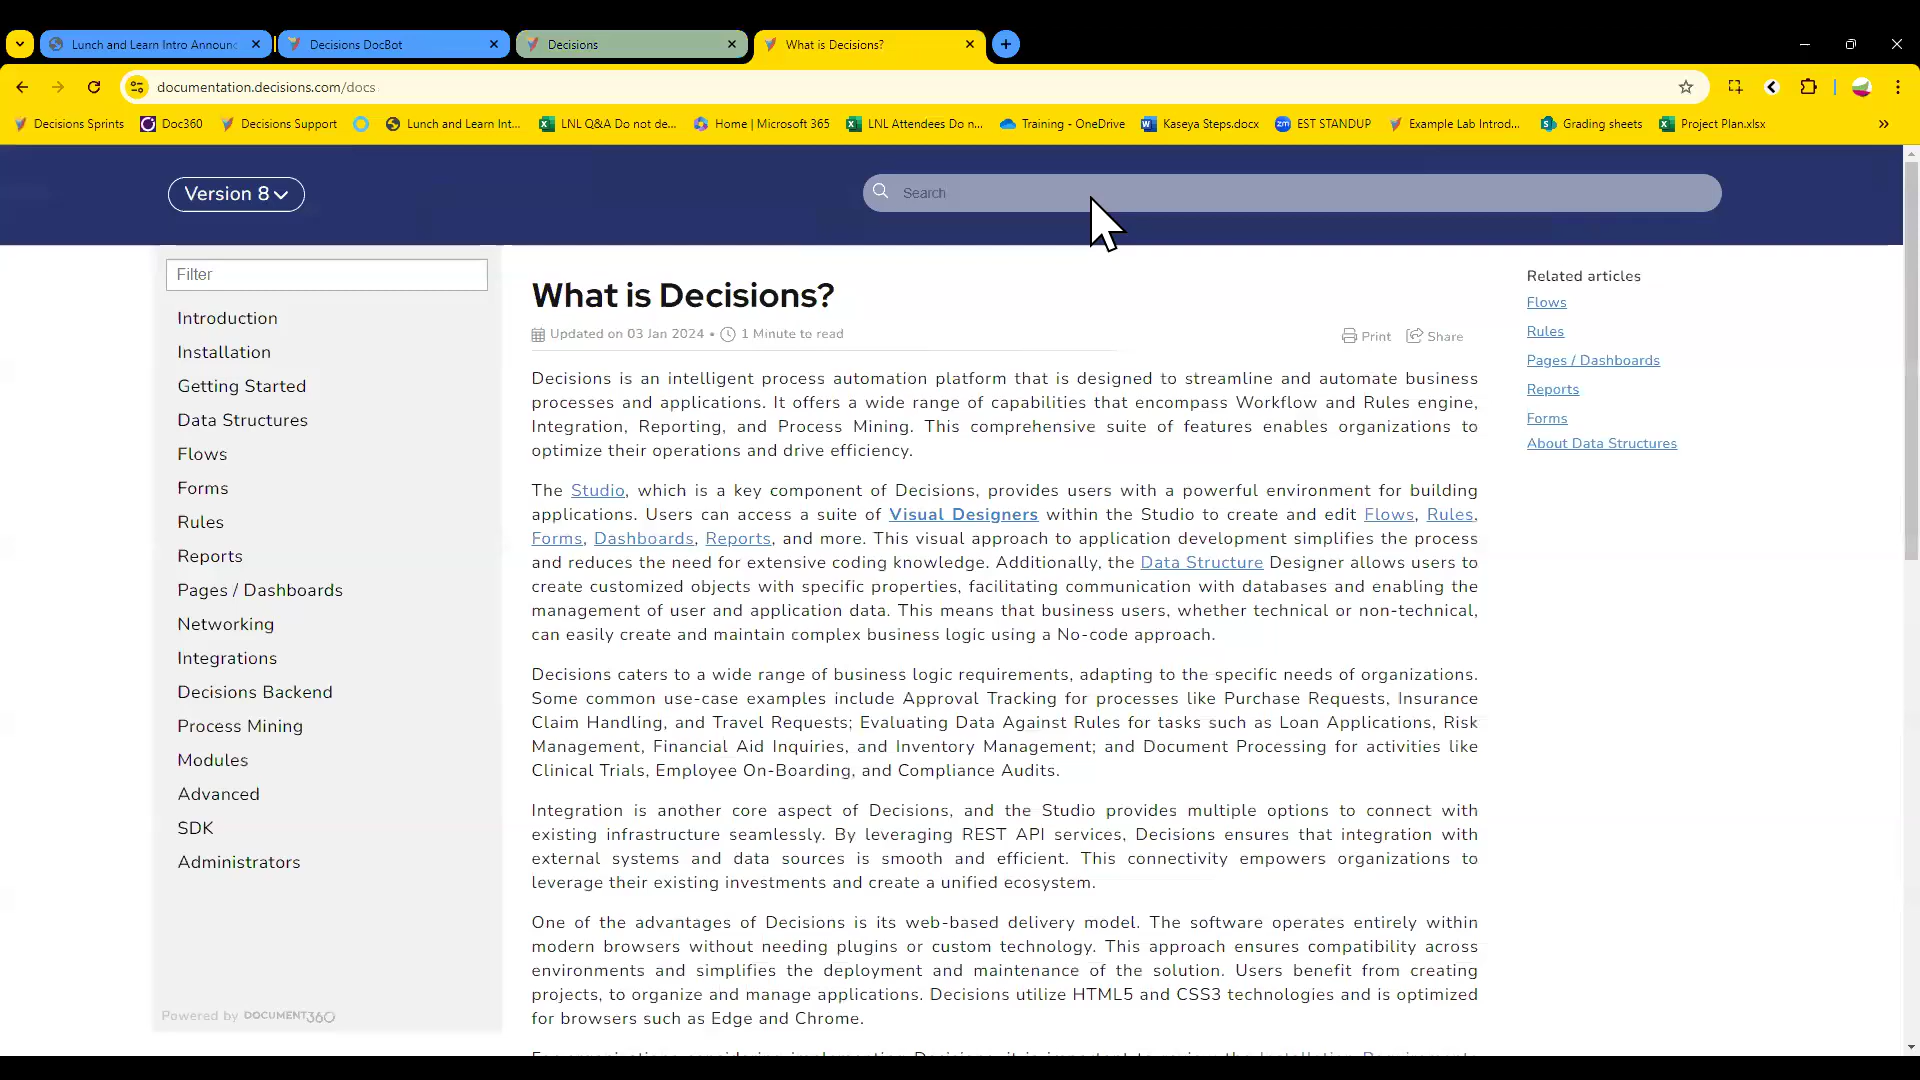 Lunch and Learn Intro Announc
Decisions DocBot
Decisions
What is Decisions?
documentation.decisions.com/docs
Decisions Sprints
Doc360
Decisions Support
Lunch and Learn Int...
LNL Q&A Do not de...
Home | Microsoft 365
LNL Attendees Do n...
Training - OneDrive
Kaseya Steps.docx
EST STANDUP
Example Lab Introd...
Grading sheets
Project Plan.xlsx
Version 8
Search
Filter
Introduction
Installation
Getting Started
Data Structures
Flows
Forms
Rules
Reports
Pages / Dashboards
Networking
Integrations
Decisions Backend
Process Mining
Modules
Advanced
SDK
Administrators
Powered by DOCUMENT360
What is Decisions?
Updated on 03 Jan 2024 • 1 Minute to read
Print
Share
Decisions is an intelligent process automation platform that is designed to streamline and automate business
processes and applications. It offers a wide range of capabilities that encompass Workflow and Rules engine,
Integration, Reporting, and Process Mining. This comprehensive suite of features enables organizations to
optimize their operations and drive efficiency.
The Studio, which is a key component of Decisions, provides users with a powerful environment for building
applications. Users can access a suite of Visual Designers within the Studio to create and edit Flows, Rules,
Forms, Dashboards, Reports, and more. This visual approach to application development simplifies the process
and reduces the need for extensive coding knowledge. Additionally, the Data Structure Designer allows users to
create customized objects with specific properties, facilitating communication with databases and enabling the
management of user and application data. This means that business users, whether technical or non-technical,
can easily create and maintain complex business logic using a No-code approach.
Decisions caters to a wide range of business logic requirements, adapting to the specific needs of organizations.
Some common use-case examples include Approval Tracking for processes like Purchase Requests, Insurance
Claim Handling, and Travel Requests; Evaluating Data Against Rules for tasks such as Loan Applications, Risk
Management, Financial Aid Inquiries, and Inventory Management; and Document Processing for activities like
Clinical Trials, Employee On-Boarding, and Compliance Audits.
Integration is another core aspect of Decisions, and the Studio provides multiple options to connect with
existing infrastructure seamlessly. By leveraging REST API services, Decisions ensures that integration with
external systems and data sources is smooth and efficient. This connectivity empowers organizations to
leverage their existing investments and create a unified ecosystem.
One of the advantages of Decisions is its web-based delivery model. The software operates entirely within
modern browsers without needing plugins or custom technology. This approach ensures compatibility across
environments and simplifies the deployment and maintenance of the solution. Users benefit from creating
projects, to organize and manage applications. Decisions utilize HTML5 and CSS3 technologies and is optimized
for browsers such as Edge and Chrome.
Related articles
Flows
Rules
Pages / Dashboards
Reports
Forms
About Data Structures